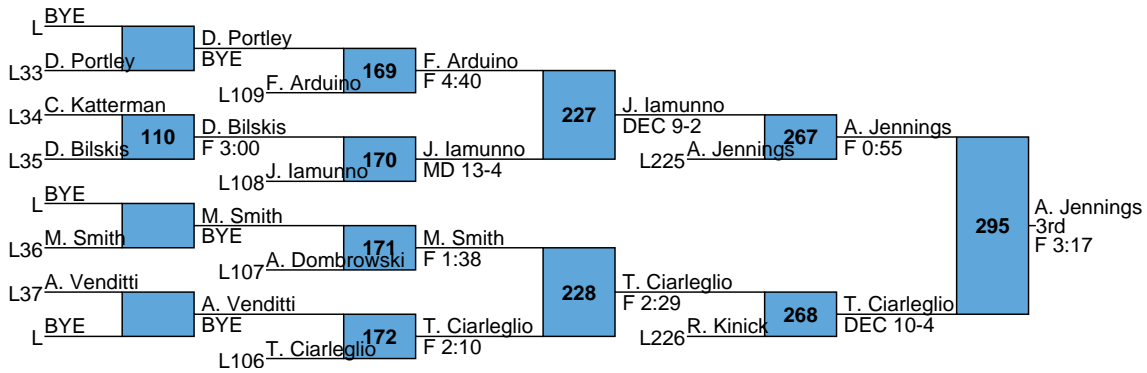 L BYE
L33 D. Portley
D. Portley
BYE
L109 F. Arduino
169
F. Arduino
F 4:40
L34 C. Katterman
L35 D. Bilskis
110
D. Bilskis
F 3:00
L108 J. Iamunno
170
J. Iamunno
MD 13-4
227
J. Iamunno
DEC 9-2
L225 A. Jennings
267
A. Jennings
F 0:55
L BYE
L36 M. Smith
M. Smith
BYE
L107 A. Dombrowski
171
M. Smith
F 1:38
L37 A. Venditti
L BYE
A. Venditti
BYE
L106 T. Ciarleglio
172
T. Ciarleglio
F 2:10
228
T. Ciarleglio
F 2:29
L226 R. Kinick
268
T. Ciarleglio
DEC 10-4
295
A. Jennings
3rd
F 3:17